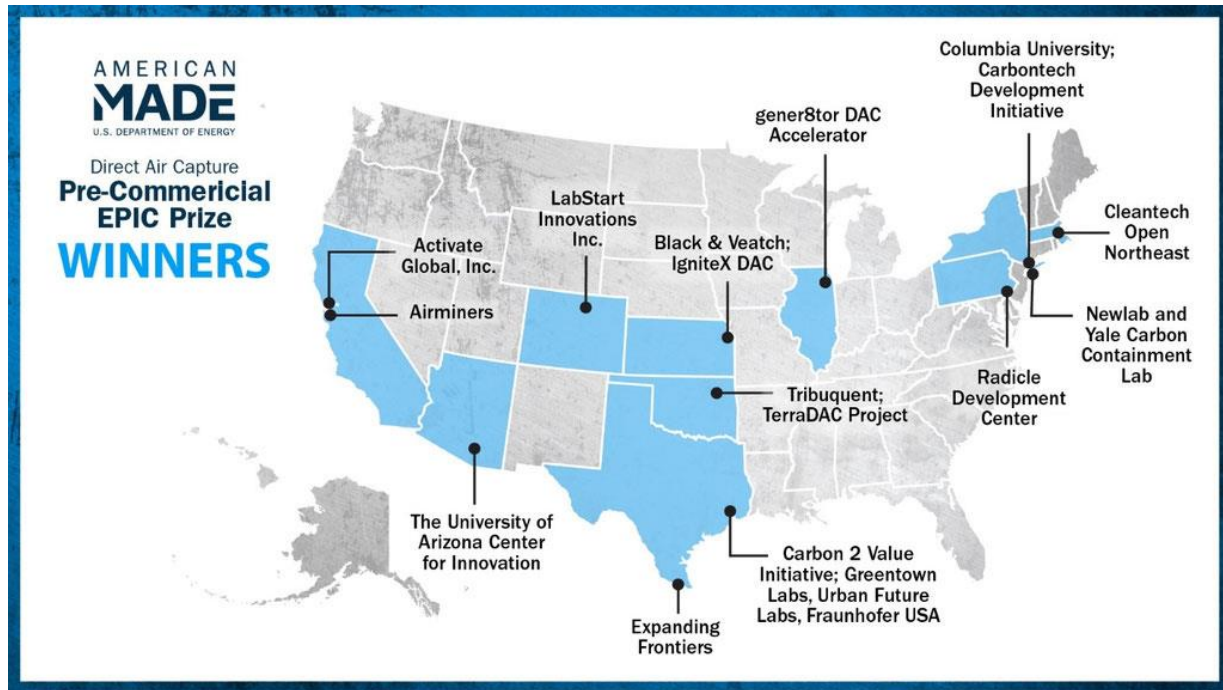 AMERICAN
MADE
U.S. DEPARTMENT OF ENERGY
Direct Air Capture
Pre-Commericial
EPIC Prize
WINNERS
Activate
Global, Inc.
Airminers
LabStart
Innovations
Inc.
Black & Veatch;
IgniteX DAC
gener8tor DAC
Accelerator
Columbia University;
Carbontech
Development
Initiative
Cleantech
Open
Northeast
Newlab and
Yale Carbon
Containment
Lab
Radicle
Development
Center
Tribuquent;
TerraDAC Project
The University of
Arizona Center
for Innovation
Carbon 2 Value
Initiative; Greentown
Labs, Urban Future
Labs, Fraunhofer USA
Expanding
Frontiers